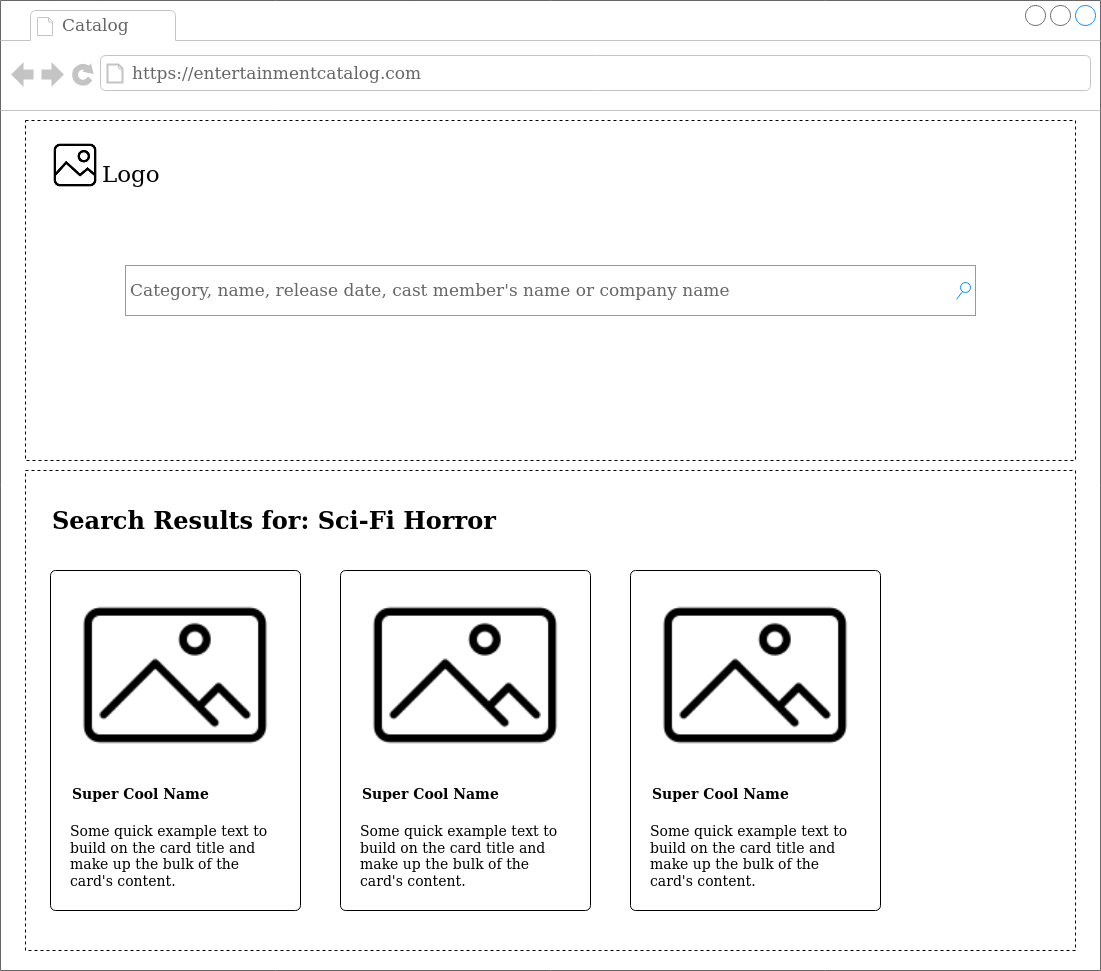 Catalog
https://entertainmentcatalog.com
Logo
Category, name, release date, cast member's name or company name
Search Results for: Sci-Fi Horror
Super Cool Name
Some quick example text to
build on the card title and
make up the bulk of the
card's content.
Super Cool Name
Some quick example text to
build on the card title and
make up the bulk of the
card's content.
Super Cool Name
Some quick example text to
build on the card title and
make up the bulk of the
card's content.